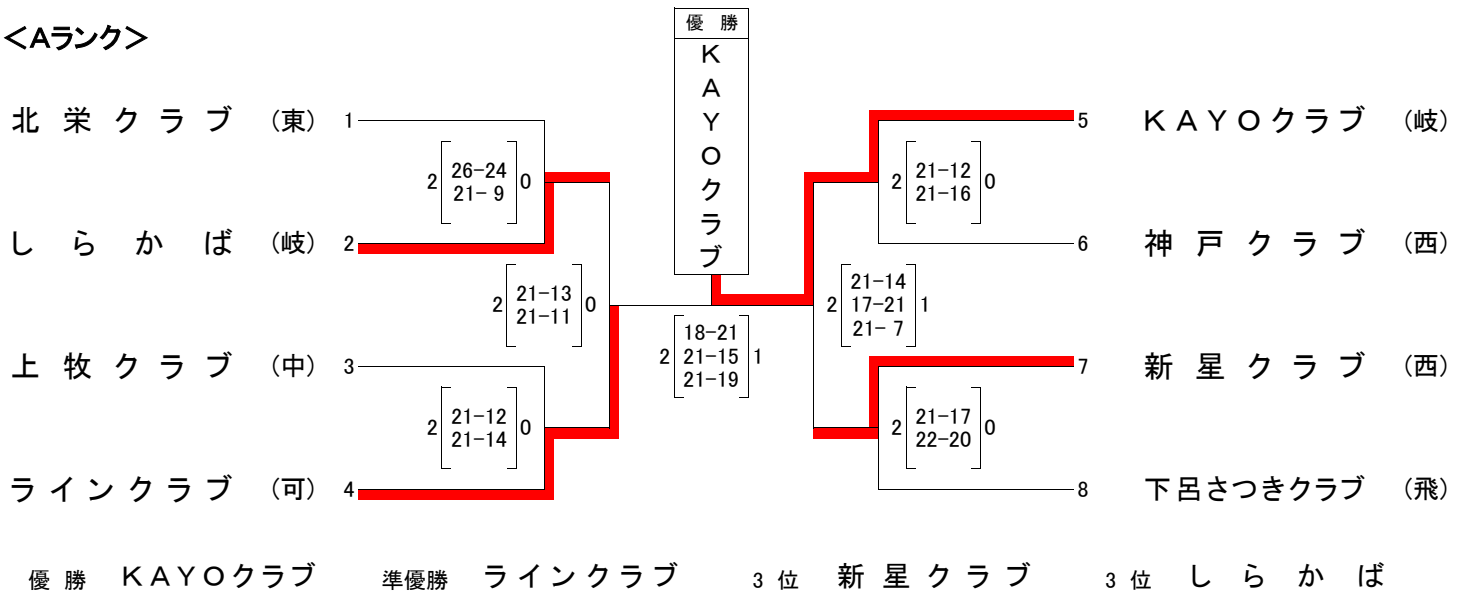 <Aランク>
優 勝
KAYOクラブ
北 栄 ク ラ ブ (東) 1
5 KAYOクラブ (岐)
2 26-24 0
21- 9
2 21-12 0
21-16
し ら か ば (岐) 2
6 神 戸 ク ラ ブ (西)
2 21-13 0
21-11
21-14
2 17-21 1
21- 7
18-21
2 21-15 1
21-19
上 牧 ク ラ ブ (中) 3
7 新 星 ク ラ ブ (西)
2 21-12 0
21-14
2 21-17 0
22-20
ラインクラブ (可) 4
8 下呂さつきクラブ (飛)
優 勝 KAYOクラブ 準優勝 ラインクラブ 3 位 新 星 ク ラ ブ 3 位 し ら か ば